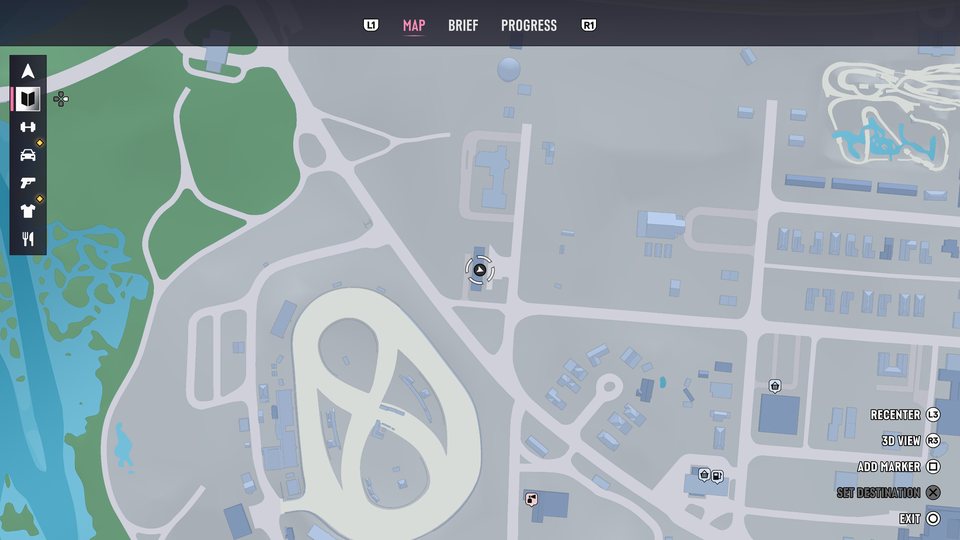 L1 MAP BRIEF PROGRESS R1
RECENTER L3
3D VIEW R3
ADD MARKER
SET DESTINATION
EXIT